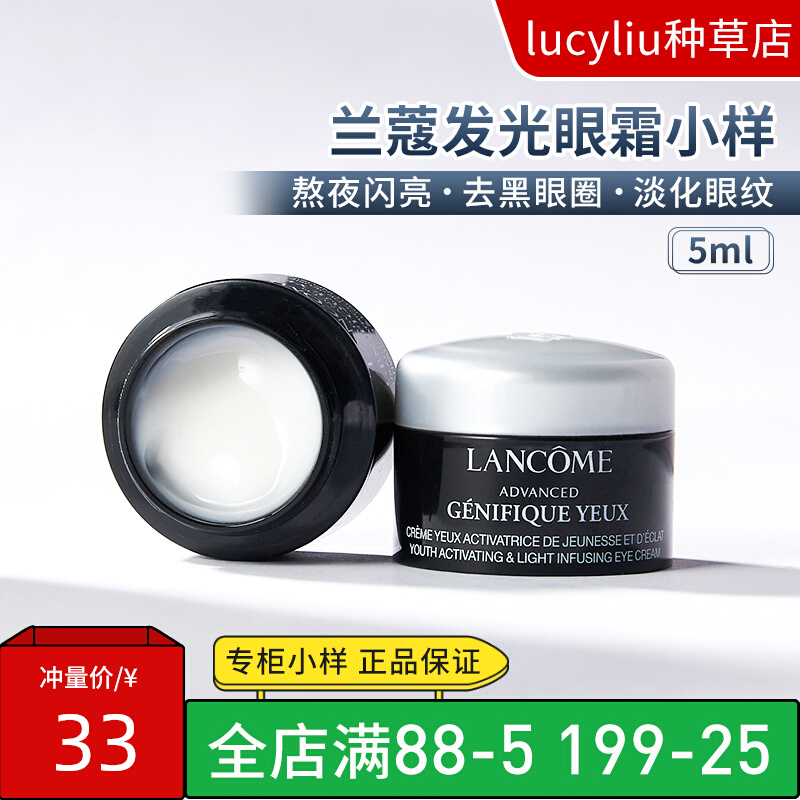 lucyliu种草店
兰蔻发光眼霜小样
熬夜闪亮·去黑眼圈·淡化眼纹
5ml
LANCÔME
ADVANCED
GÉNIFIQUE YEUX
CRÈME YEUX ACTIVATRICE DE JEUNESSE ET D'ÉCLAT
YOUTH ACTIVATING & LIGHT INFUSING EYE CREAM
专柜小样 正品保证
冲量价/¥
33
全店满88-5 199-25